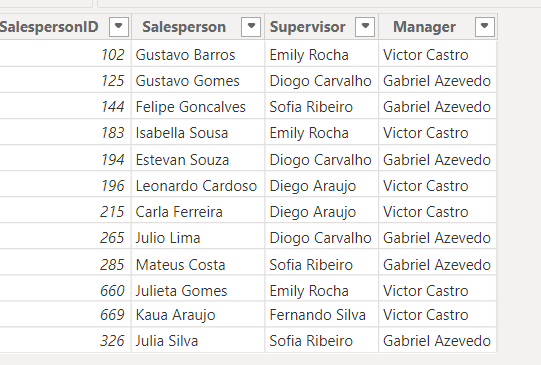 SalespersonID Salesperson Supervisor Manager
102 Gustavo Barros Emily Rocha Victor Castro
125 Gustavo Gomes Diogo Carvalho Gabriel Azevedo
144 Felipe Goncalves Sofia Ribeiro Gabriel Azevedo
183 Isabella Sousa Emily Rocha Victor Castro
194 Estevan Souza Diogo Carvalho Gabriel Azevedo
196 Leonardo Cardoso Diego Araujo Victor Castro
215 Carla Ferreira Diego Araujo Victor Castro
265 Julio Lima Diogo Carvalho Gabriel Azevedo
285 Mateus Costa Sofia Ribeiro Gabriel Azevedo
660 Julieta Gomes Emily Rocha Victor Castro
669 Kaua Araujo Fernando Silva Victor Castro
326 Julia Silva Sofia Ribeiro Gabriel Azevedo